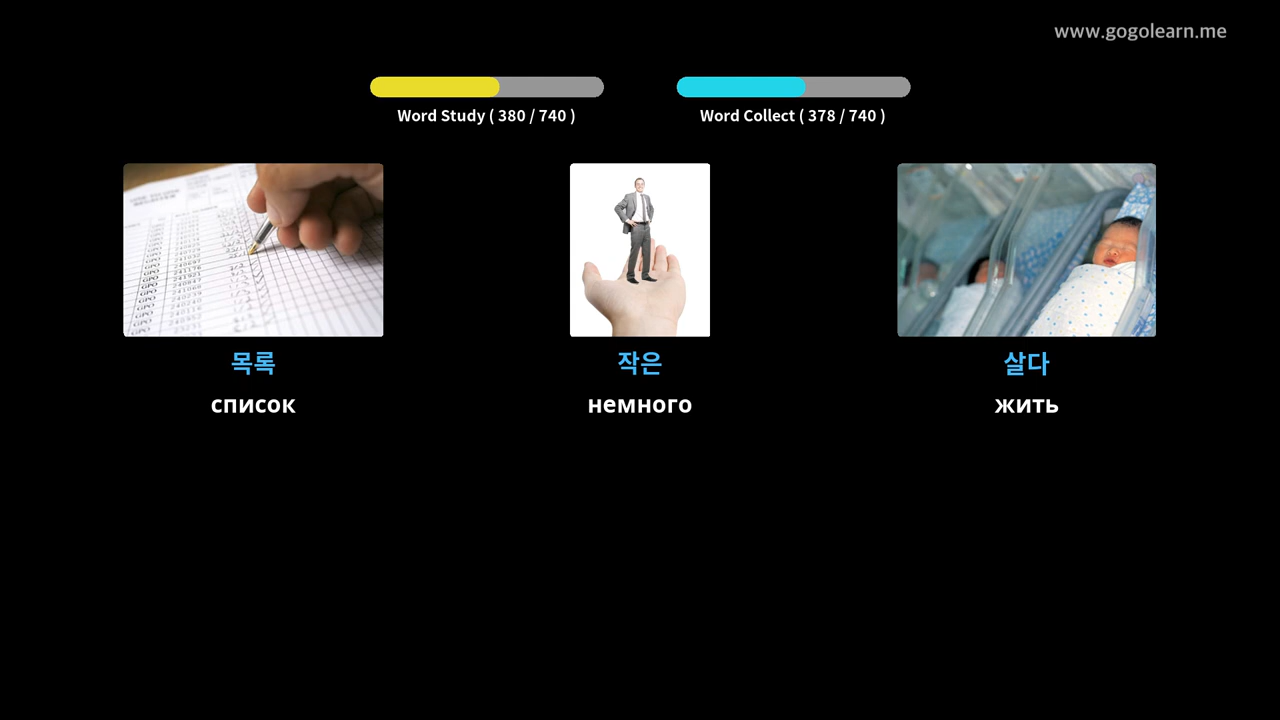 www.gogolearn.me
Word Study ( 380 / 740 )
Word Collect ( 378 / 740 )
목록
작은
살다
список
немного
жить